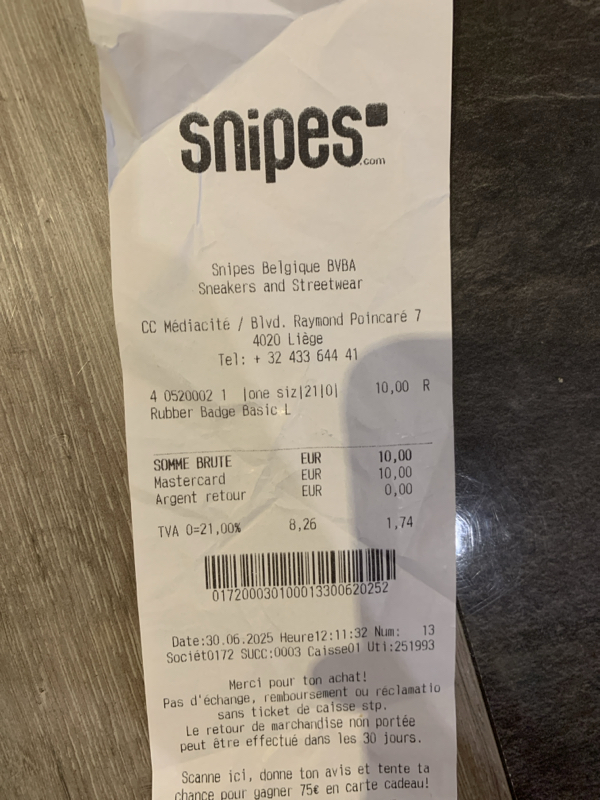 snipes
.com
Snipes Belgique BVBA
Sneakers and Streetwear
CC Médiacité / Blvd. Raymond Poincaré 7
4020 Liège
Tel: + 32 433 644 41
4 0520002 1 |one siz|21|0| 10,00 R
Rubber Badge Basic L
SOMME BRUTE EUR 10,00
Mastercard EUR 10,00
Argent retour EUR 0,00
TVA 0=21,00% 8,26 1,74
017200030100013300620252
Date:30.06.2025 Heure12:11:32 Num: 13
Sociét0172 SUCC:0003 Caisse01 Uti:251993
Merci pour ton achat!
Pas d'échange, remboursement ou réclamatio
sans ticket de caisse stp.
Le retour de marchandise non portée
peut être effectué dans les 30 jours.
Scanne ici, donne ton avis et tente ta
chance pour gagner 75€ en carte cadeau!